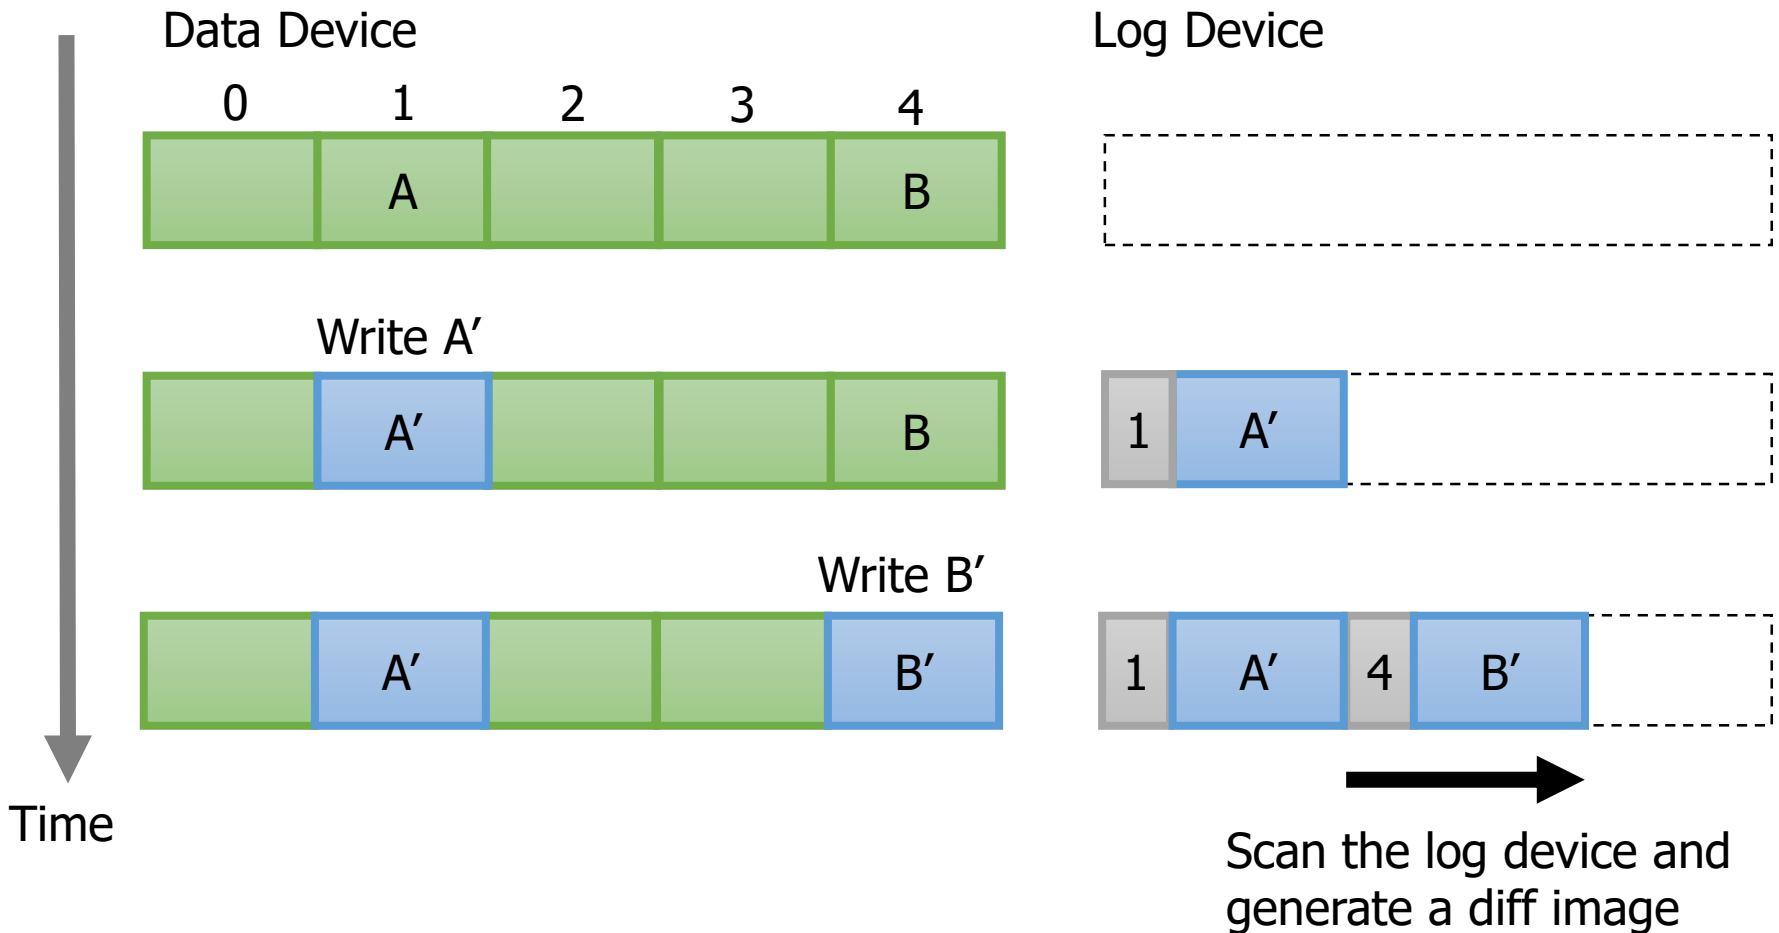 Data Device
Log Device
0 1 2 3 4
A B
Write A′
A′ B
1 A′
Write B′
A′ B′
1 A′ 4 B′
Time
Scan the log device and
generate a diff image